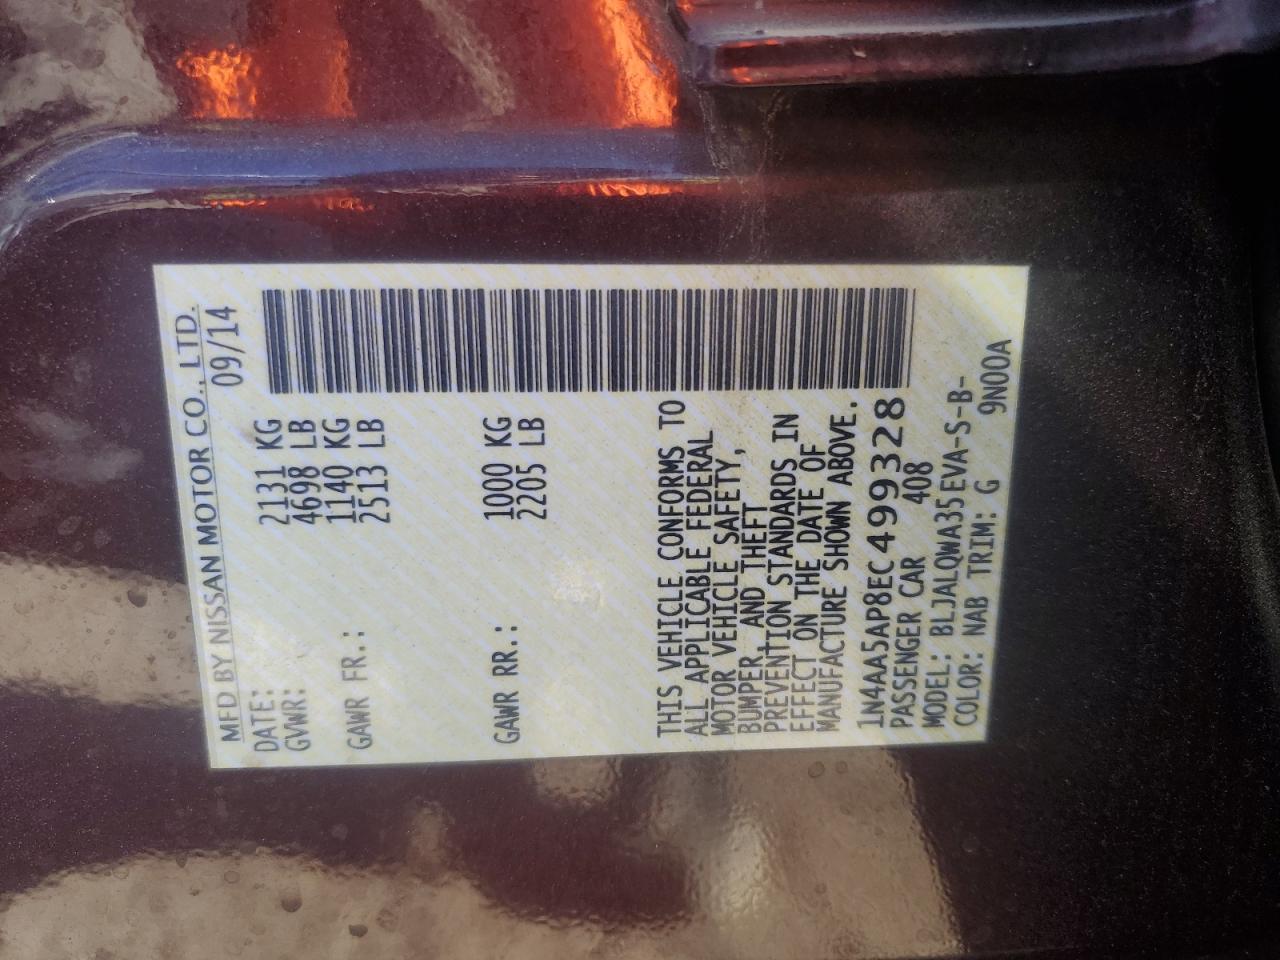 MFD BY NISSAN MOTOR CO., LTD.
DATE: 09/14
GVWR: 2131 KG
4698 LB
GAWR FR.: 1140 KG
2513 LB
GAWR RR.: 1000 KG
2205 LB
THIS VEHICLE CONFORMS TO
ALL APPLICABLE FEDERAL
MOTOR VEHICLE SAFETY,
BUMPER, AND THEFT
PREVENTION STANDARDS IN
EFFECT ON THE DATE OF
MANUFACTURE SHOWN ABOVE.
1N4AA5AP8EC499328
PASSENGER CAR 408
MODEL: BLJALQWA35EVA-S-B-
COLOR: NAB TRIM: G 9N00A